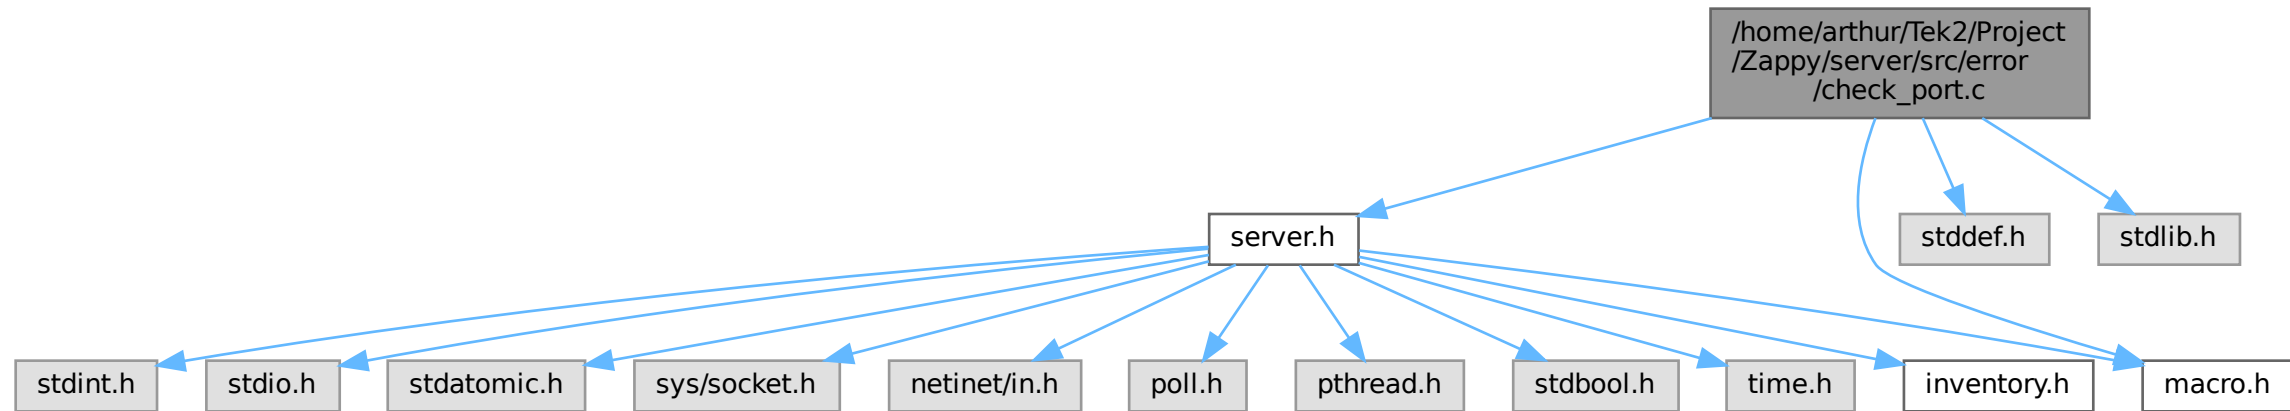 /home/arthur/Tek2/Project
/Zappy/server/src/error
/check_port.c
server.h
stddef.h
stdlib.h
stdint.h
stdio.h
stdatomic.h
sys/socket.h
netinet/in.h
poll.h
pthread.h
stdbool.h
time.h
inventory.h
macro.h